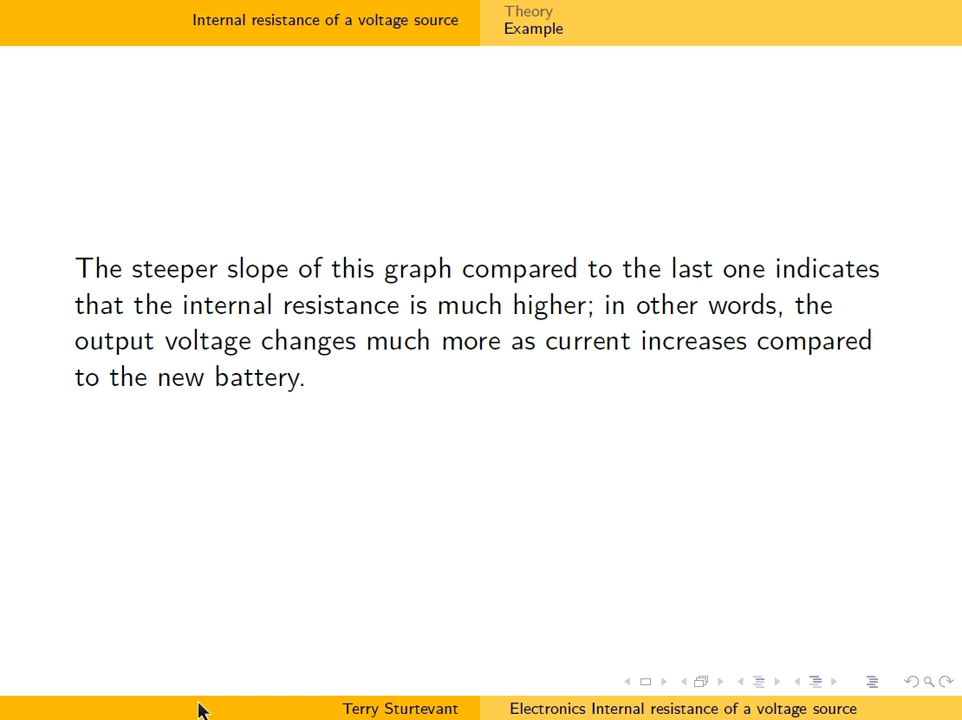 Internal resistance of a voltage source
Theory
Example
The steeper slope of this graph compared to the last one indicates
that the internal resistance is much higher; in other words, the
output voltage changes much more as current increases compared
to the new battery.
Terry Sturtevant
Electronics Internal resistance of a voltage source